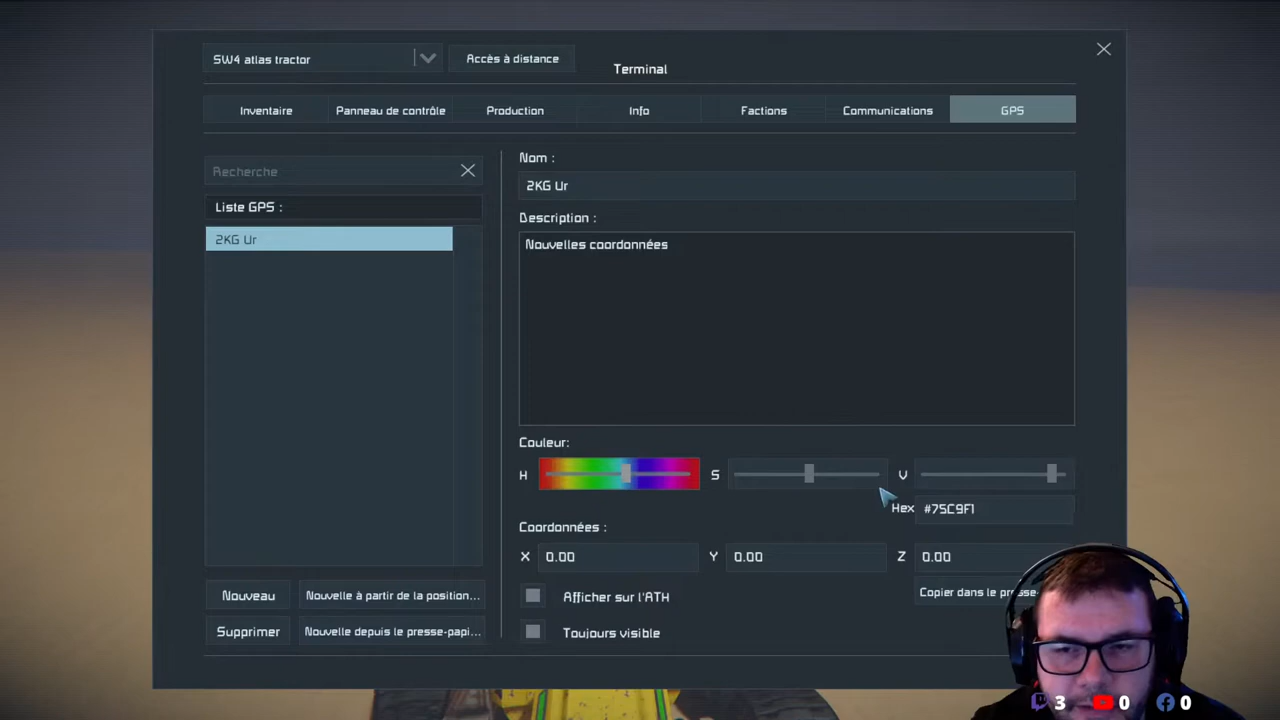 SW4 atlas tractor
Accès à distance
Terminal
Inventaire
Panneau de contrôle
Production
Info
Factions
Communications
GPS
Recherche
Nom :
2KG Ur
Liste GPS :
Description :
2KG Ur
Nouvelles coordonnées
Couleur:
H
S
V
Hex
#75C9F1
Coordonnées :
X
0.00
Y
0.00
Z
0.00
Nouveau
Nouvelle à partir de la position...
Afficher sur l'ATH
Copier dans le presse-
Supprimer
Nouvelle depuis le presse-papi...
Toujours visible
3
0
0